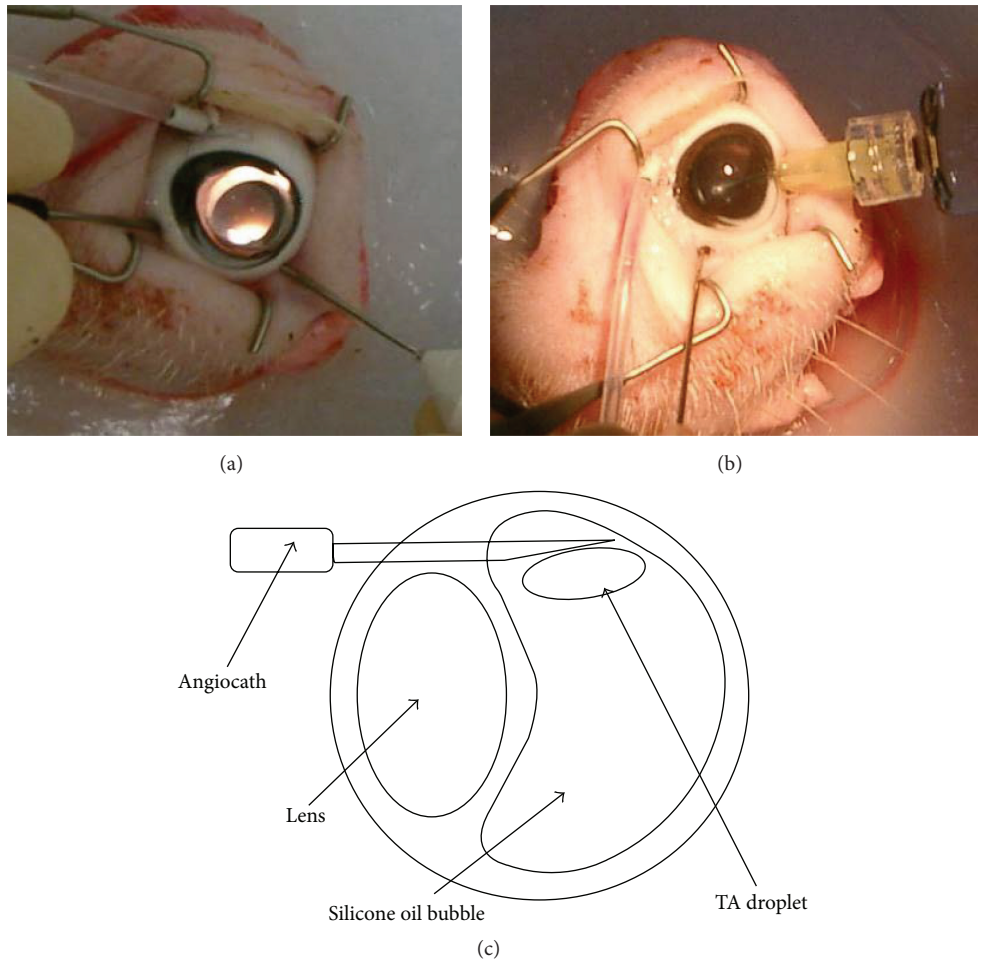 (a)
(b)
Angiocath
Lens
Silicone oil bubble
TA droplet
(c)